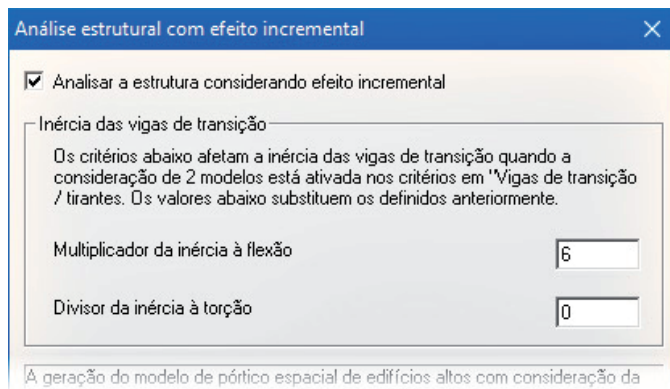 Análise estrutural com efeito incremental
Analisar a estrutura considerando efeito incremental
Inércia das vigas de transição
Os critérios abaixo afetam a inércia das vigas de transição quando a
consideração de 2 modelos está ativada nos critérios em "Vigas de transição
/ tirantes. Os valores abaixo substituem os definidos anteriormente.
Multiplicador da inércia à flexão 6
Divisor da inércia à torção 0
A geração do modelo de pórtico espacial de edifícios altos com consideração da